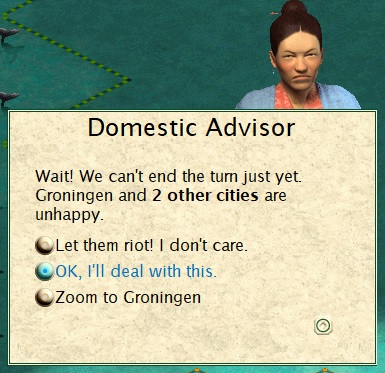 Domestic Advisor
Wait! We can't end the turn just yet.
Groningen and 2 other cities are
unhappy.
Let them riot! I don't care.
OK, I'll deal with this.
Zoom to Groningen